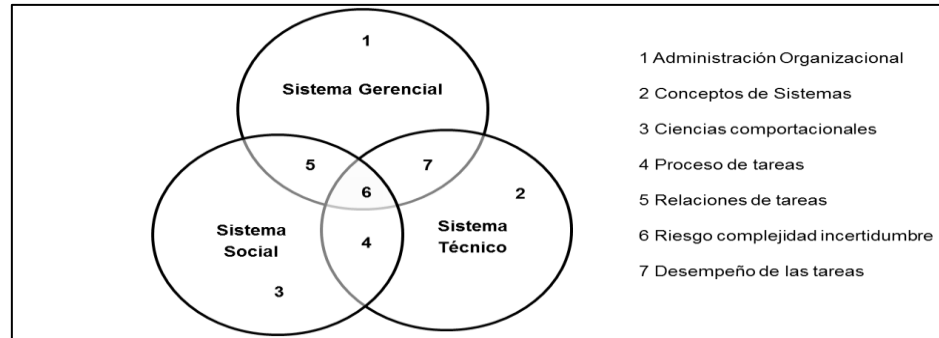 1
Sistema Gerencial
5
7
6
2
Sistema
Social
4
Sistema
Técnico
3
1 Administración Organizacional
2 Conceptos de Sistemas
3 Ciencias comportacionales
4 Proceso de tareas
5 Relaciones de tareas
6 Riesgo complejidad incertidumbre
7 Desempeño de las tareas